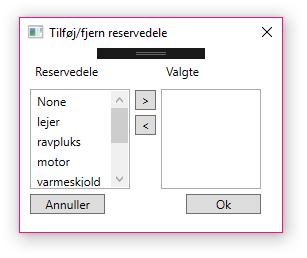 Tilføj/fjern reservedele
Reservedele
Valgte
None
lejer
ravpluks
motor
varmeskjold
>
<
Annuller
Ok